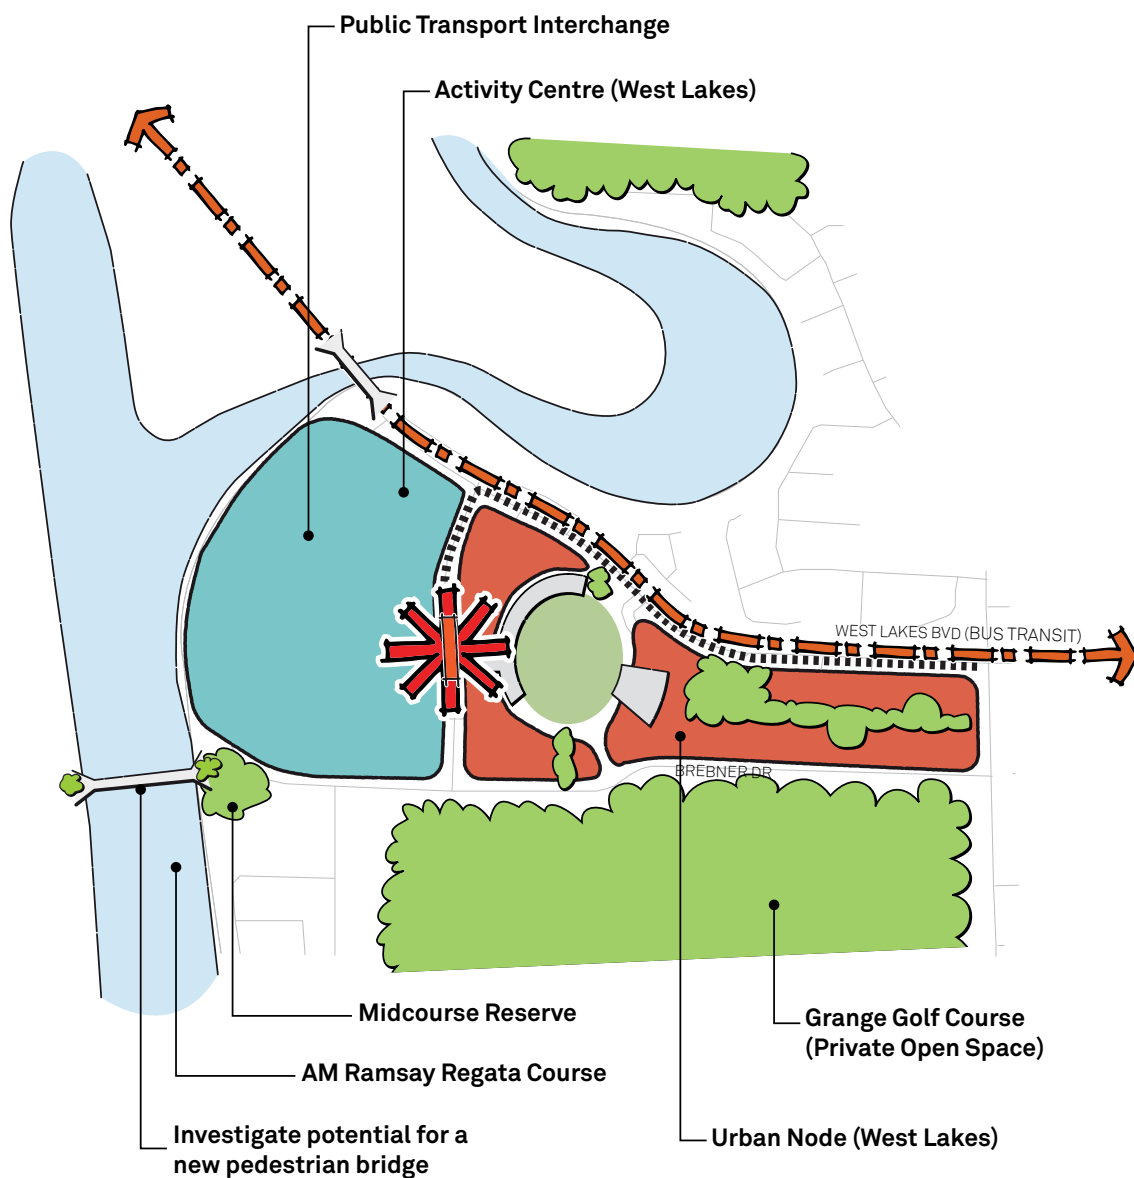 Public Transport Interchange
Activity Centre (West Lakes)
WEST LAKES BVD (BUS TRANSIT)
BREBNER DR
Midcourse Reserve
Grange Golf Course
(Private Open Space)
AM Ramsay Regata Course
Investigate potential for a
new pedestrian bridge
Urban Node (West Lakes)